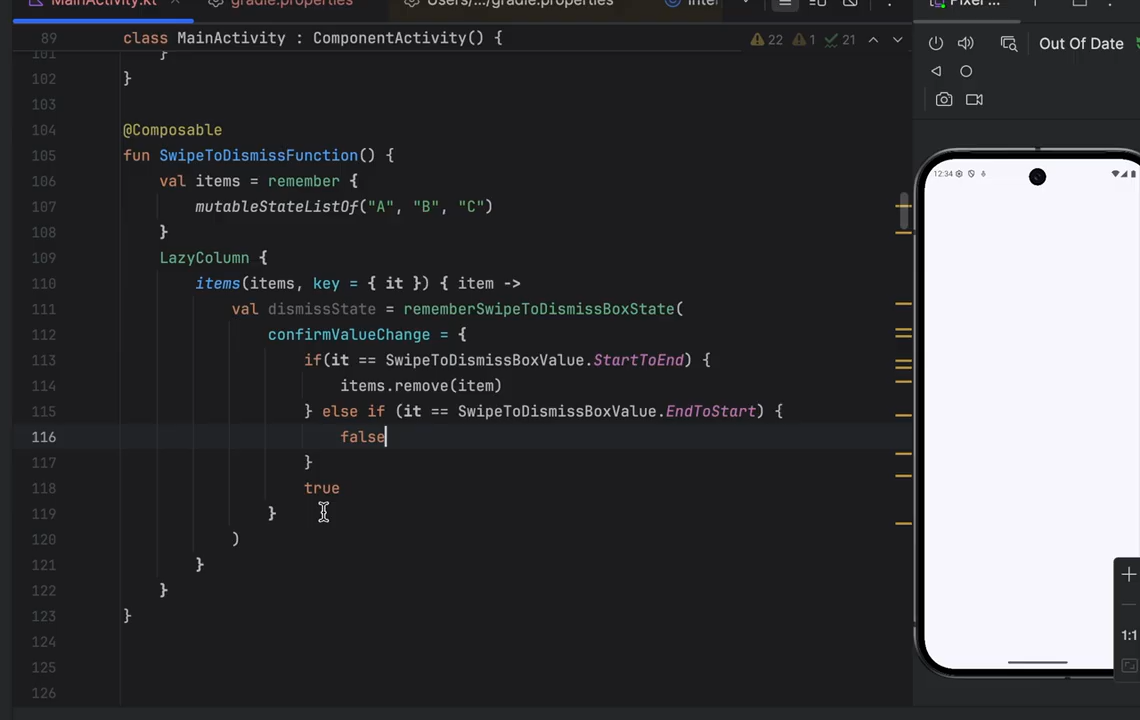 MainActivity.kt gradle.properties Users/.../gradle.properties
Pixel ...
89 class MainActivity : ComponentActivity() { 22 1 21
Out Of Date
101 }
102 }
103
104 @Composable
105 fun SwipeToDismissFunction() {
106 val items = remember {
107 mutableStateListOf("A", "B", "C")
108 }
109 LazyColumn {
110 items(items, key = { it }) { item ->
111 val dismissState = rememberSwipeToDismissBoxState(
112 confirmValueChange = {
113 if(it == SwipeToDismissBoxValue.StartToEnd) {
114 items.remove(item)
115 } else if (it == SwipeToDismissBoxValue.EndToStart) {
116 false
117 }
118 true
119 }
120 )
121 }
122 }
123 }
124
125
126
12:34
1:1